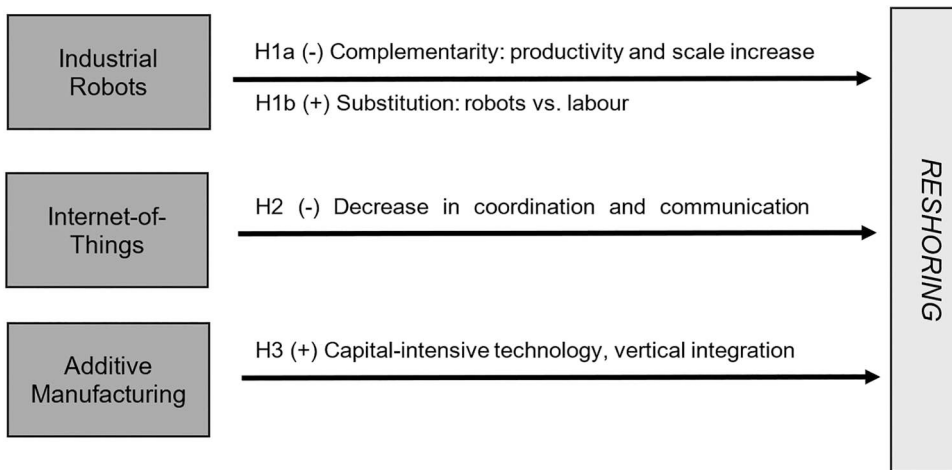 Industrial
Robots
H1a (-) Complementarity: productivity and scale increase
H1b (+) Substitution: robots vs. labour
Internet-of-
Things
H2 (-) Decrease in coordination and communication
Additive
Manufacturing
H3 (+) Capital-intensive technology, vertical integration
RESHORING